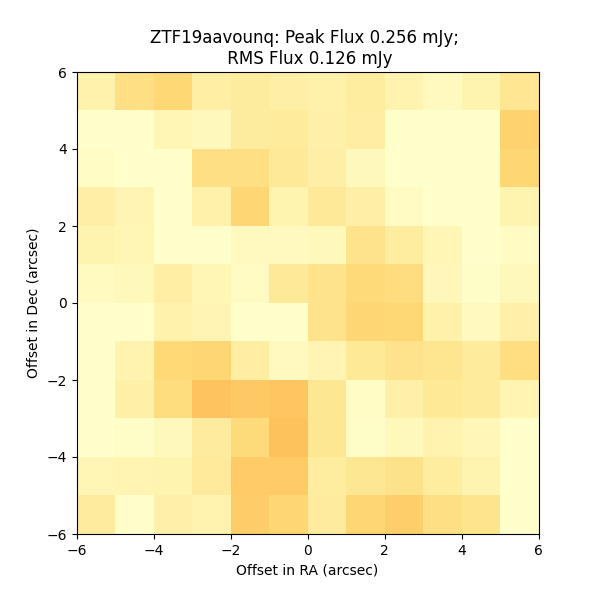 ZTF19aavounq: Peak Flux 0.256 mJy;
RMS Flux 0.126 mJy
6
4
2
0
−2
−4
−6
Offset in Dec (arcsec)
−6 −4 −2 0 2 4 6
Offset in RA (arcsec)